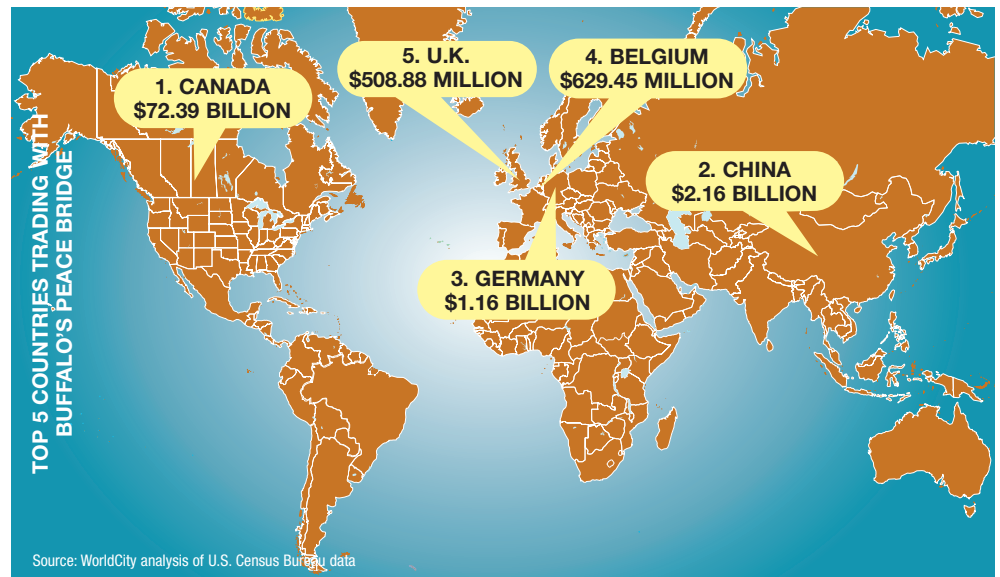 TOP 5 COUNTRIES TRADING WITH
BUFFALO'S PEACE BRIDGE
1. CANADA
$72.39 BILLION
5. U.K.
$508.88 MILLION
4. BELGIUM
$629.45 MILLION
2. CHINA
$2.16 BILLION
3. GERMANY
$1.16 BILLION
Source: WorldCity analysis of U.S. Census Bureau data